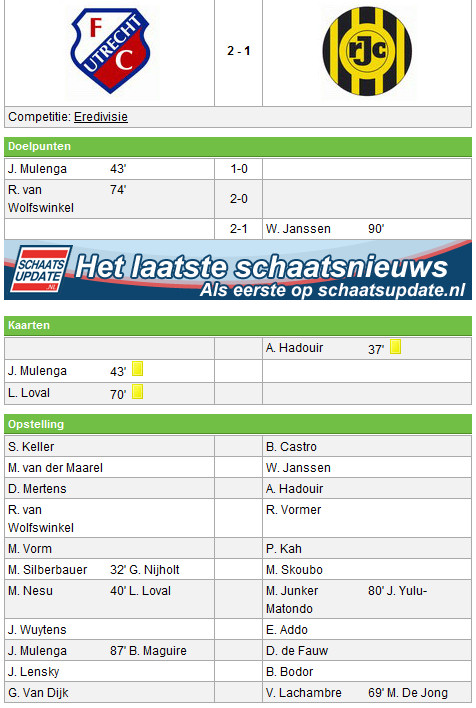 FC UTRECHT
2 - 1
rJC
Competitie: Eredivisie
Doelpunten
J. Mulenga 43' 1-0
R. van
Wolfswinkel 74' 2-0
2-1 W. Janssen 90'
SCHAATS
UPDATE
.NL
Het laatste schaatsnieuws
Als eerste op schaatsupdate.nl
Kaarten
A. Hadouir 37'
J. Mulenga 43'
L. Loval 70'
Opstelling
S. Keller B. Castro
M. van der Maarel W. Janssen
D. Mertens A. Hadouir
R. van
Wolfswinkel R. Vormer
M. Vorm P. Kah
M. Silberbauer 32' G. Nijholt M. Skoubo
M. Nesu 40' L. Loval M. Junker 80' J. Yulu-
Matondo
J. Wuytens E. Addo
J. Mulenga 87' B. Maguire D. de Fauw
J. Lensky B. Bodor
G. Van Dijk V. Lachambre 69' M. De Jong